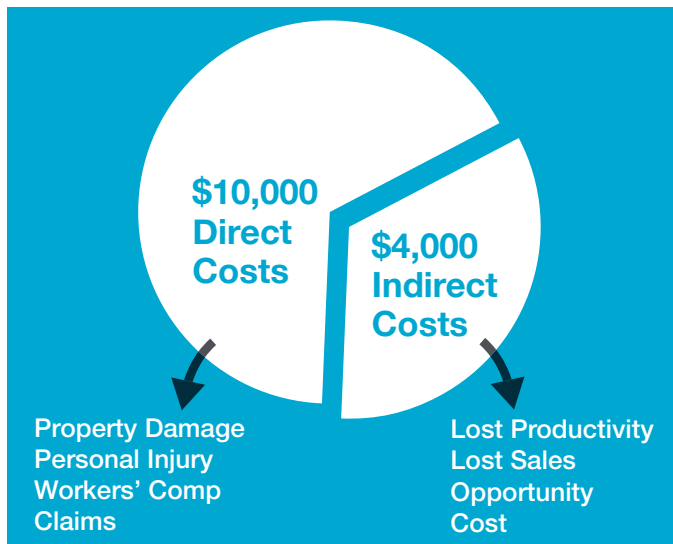 $10,000
Direct
Costs
$4,000
Indirect
Costs
Property Damage
Personal Injury
Workers’ Comp
Claims
Lost Productivity
Lost Sales
Opportunity
Cost